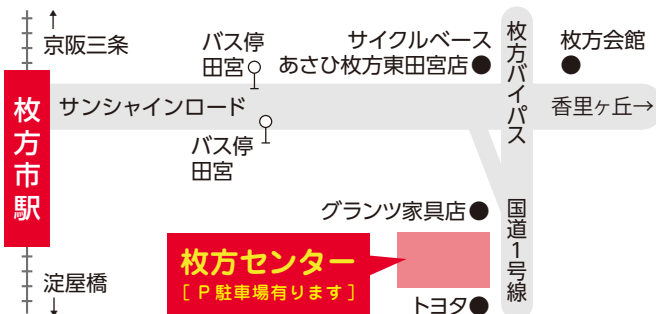 ↑
京阪三条
枚方市駅
サンシャインロード
バス停
田宮
バス停
田宮
サイクルベース
あさひ枚方東田宮店●
枚方バイパス
枚方会館
●
香里ヶ丘→
グランツ家具店●
国道1号線
枚方センター
[ P 駐車場有ります ]
トヨタ●
淀屋橋
↓